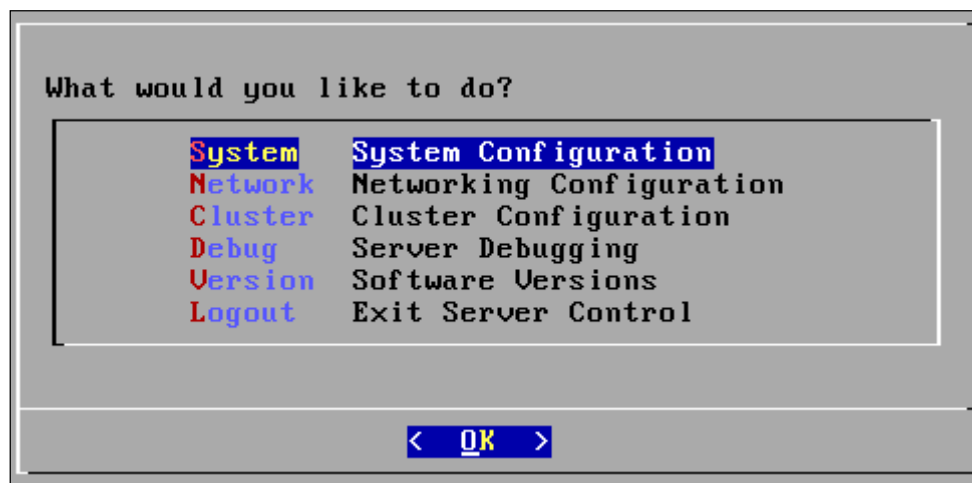 What would you like to do?
System System Configuration
Network Networking Configuration
Cluster Cluster Configuration
Debug Server Debugging
Version Software Versions
Logout Exit Server Control
< OK >